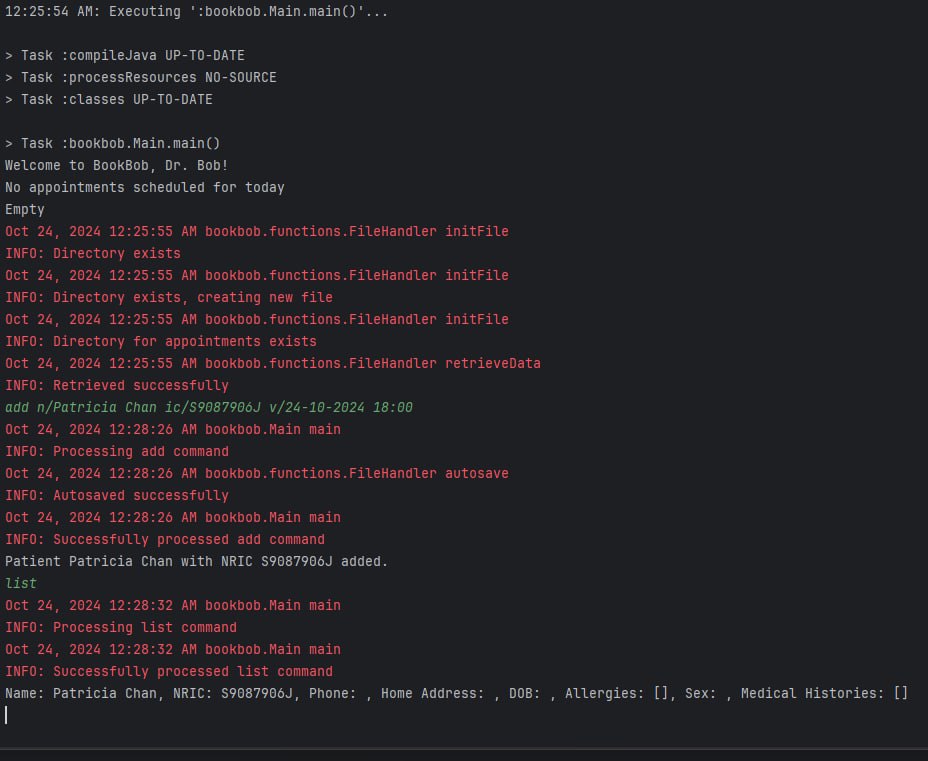 12:25:54 AM: Executing ':bookbob.Main.main()'...
> Task :compileJava UP-TO-DATE
> Task :processResources NO-SOURCE
> Task :classes UP-TO-DATE
> Task :bookbob.Main.main()
Welcome to BookBob, Dr. Bob!
No appointments scheduled for today
Empty
Oct 24, 2024 12:25:55 AM bookbob.functions.FileHandler initFile
INFO: Directory exists
Oct 24, 2024 12:25:55 AM bookbob.functions.FileHandler initFile
INFO: Directory exists, creating new file
Oct 24, 2024 12:25:55 AM bookbob.functions.FileHandler initFile
INFO: Directory for appointments exists
Oct 24, 2024 12:25:55 AM bookbob.functions.FileHandler retrieveData
INFO: Retrieved successfully
add n/Patricia Chan ic/S9087906J v/24-10-2024 18:00
Oct 24, 2024 12:28:26 AM bookbob.Main main
INFO: Processing add command
Oct 24, 2024 12:28:26 AM bookbob.functions.FileHandler autosave
INFO: Autosaved successfully
Oct 24, 2024 12:28:26 AM bookbob.Main main
INFO: Successfully processed add command
Patient Patricia Chan with NRIC S9087906J added.
list
Oct 24, 2024 12:28:32 AM bookbob.Main main
INFO: Processing list command
Oct 24, 2024 12:28:32 AM bookbob.Main main
INFO: Successfully processed list command
Name: Patricia Chan, NRIC: S9087906J, Phone: , Home Address: , DOB: , Allergies: [], Sex: , Medical Histories: []